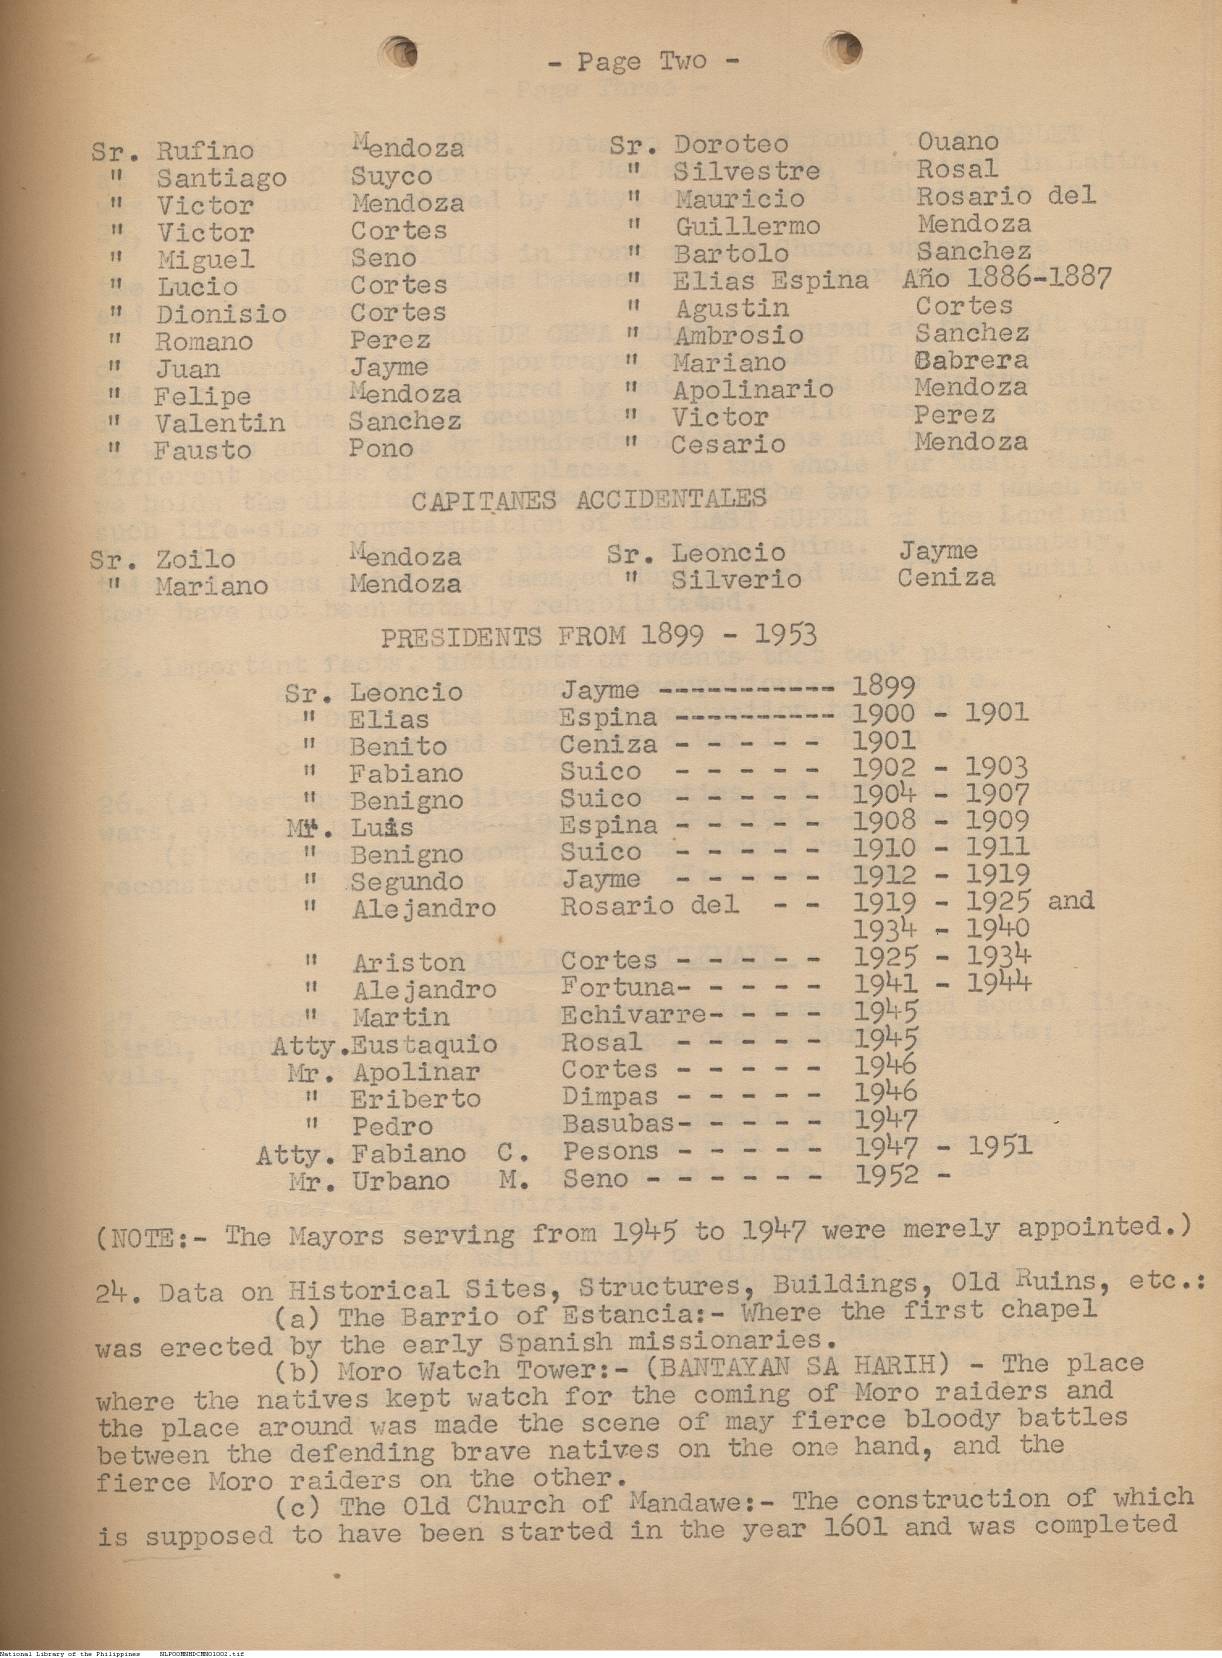 - Page Two -
Sr. Rufino Mendoza Sr. Doroteo Ouano
" Santiago Suyco " Silvestre Rosal
" Victor Mendoza " Mauricio Rosario del
" Victor Cortes " Guillermo Mendoza
" Miguel Seno " Bartolo Sanchez
" Lucio Cortes " Elias Espina Año 1886-1887
" Dionisio Cortes " Agustin Cortes
" Romano Perez " Ambrosio Sanchez
" Juan Jayme " Mariano Cabrera
" Felipe Mendoza " Apolinario Mendoza
" Valentin Sanchez " Victor Perez
" Fausto Pono " Cesario Mendoza
CAPITANES ACCIDENTALES
Sr. Zoilo Mendoza Sr. Leoncio Jayme
" Mariano Mendoza " Silverio Ceniza
PRESIDENTS FROM 1899 - 1953
Sr. Leoncio Jayme ----------- 1899
" Elias Espina ---------- 1900 - 1901
" Benito Ceniza - - - - - 1901
" Fabiano Suico - - - - - 1902 - 1903
" Benigno Suico - - - - - 1904 - 1907
Mr. Luis Espina - - - - - 1908 - 1909
" Benigno Suico - - - - - 1910 - 1911
" Segundo Jayme - - - - - 1912 - 1919
" Alejandro Rosario del - - 1919 - 1925 and
1934 - 1940
" Ariston Cortes - - - - - 1925 - 1934
" Alejandro Fortuna- - - - - 1941 - 1944
" Martin Echivarre- - - - 1945
Atty.Eustaquio Rosal - - - - - 1945
Mr. Apolinar Cortes - - - - - 1946
" Eriberto Dimpas - - - - - 1946
" Pedro Basubas- - - - - 1947
Atty. Fabiano C. Pesons - - - - - 1947 - 1951
Mr. Urbano M. Seno - - - - - - 1952 -
(NOTE:- The Mayors serving from 1945 to 1947 were merely appointed.)
24. Data on Historical Sites, Structures, Buildings, Old Ruins, etc.:
(a) The Barrio of Estancia:- Where the first chapel
was erected by the early Spanish missionaries.
(b) Moro Watch Tower:- (BANTAYAN SA HARIH) - The place
where the natives kept watch for the coming of Moro raiders and
the place around was made the scene of may fierce bloody battles
between the defending brave natives on the one hand, and the
fierce Moro raiders on the other.
(c) The Old Church of Mandawe:- The construction of which
is supposed to have been started in the year 1601 and was completed
National Library of the Philippines NLP00MNHDCMN01002.tif